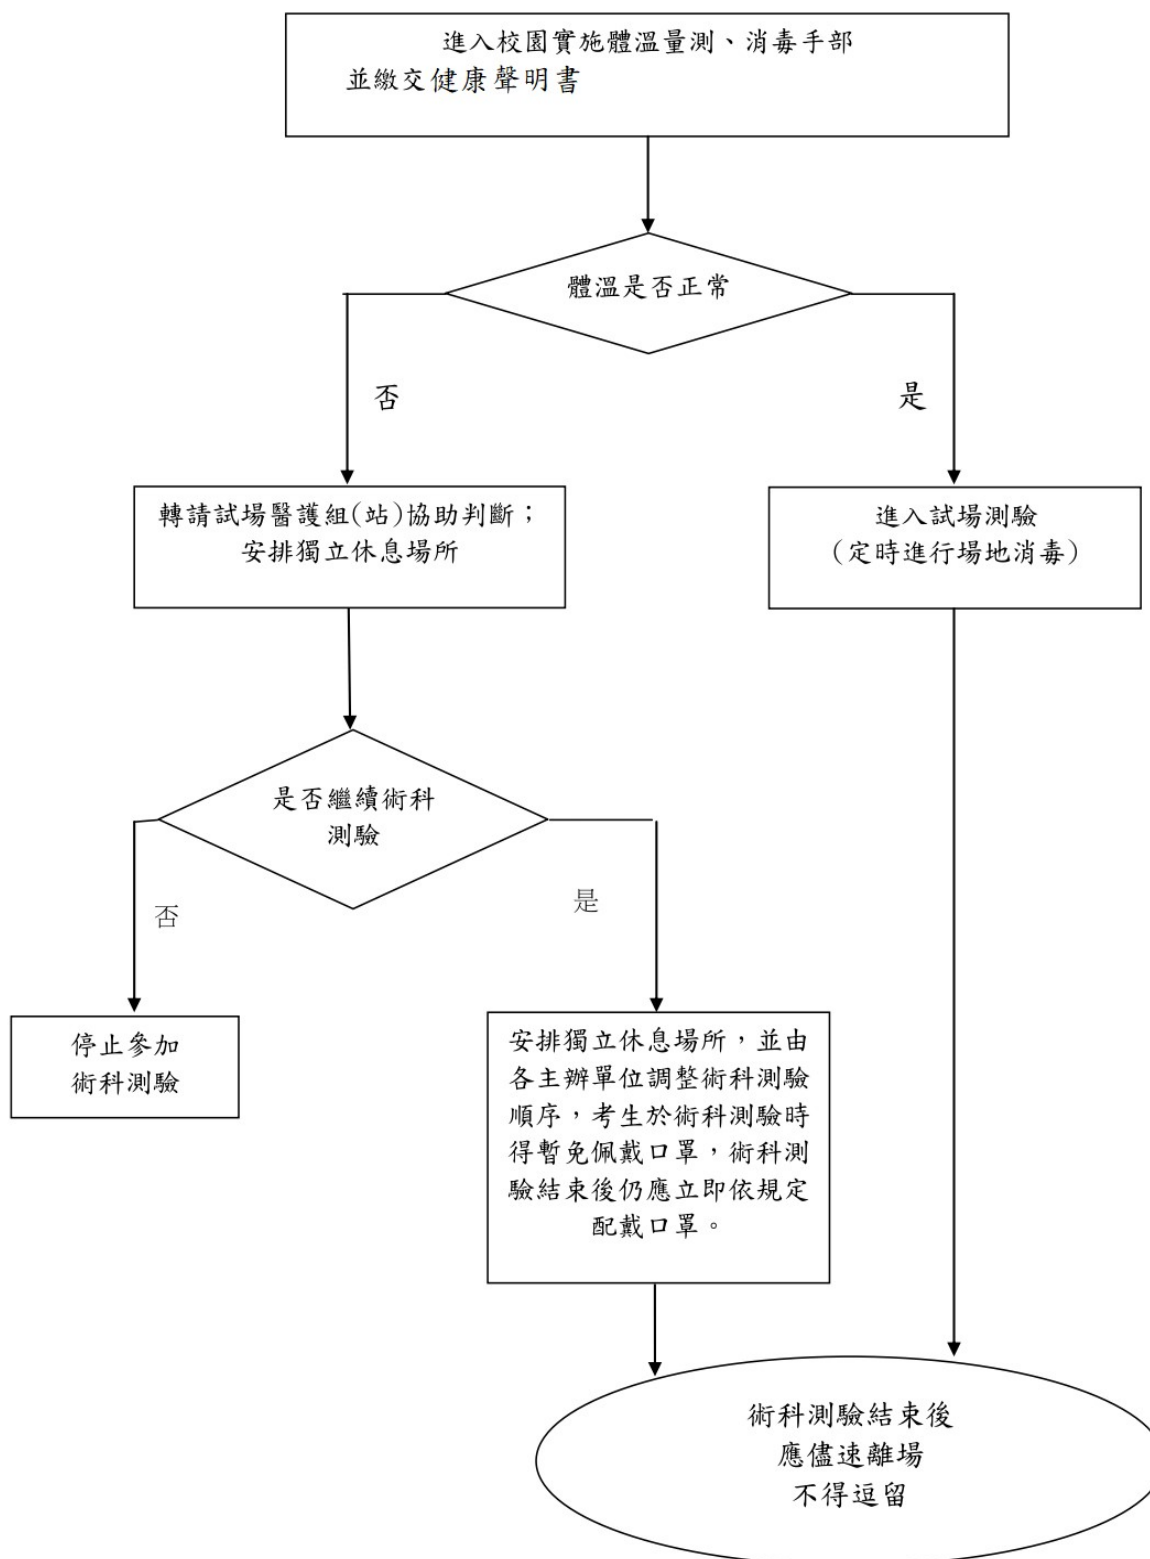 進入校園實施體溫量測、消毒手部
並繳交健康聲明書
體溫是否正常
否
是
轉請試場醫護組(站)協助判斷；
安排獨立休息場所
進入試場測驗
(定時進行場地消毒)
是否繼續術科
測驗
否
是
停止參加
術科測驗
安排獨立休息場所，並由
各主辦單位調整術科測驗
順序，考生於術科測驗時
得暫免佩戴口罩，術科測
驗結束後仍應立即依規定
配戴口罩。
術科測驗結束後
應儘速離場
不得逗留